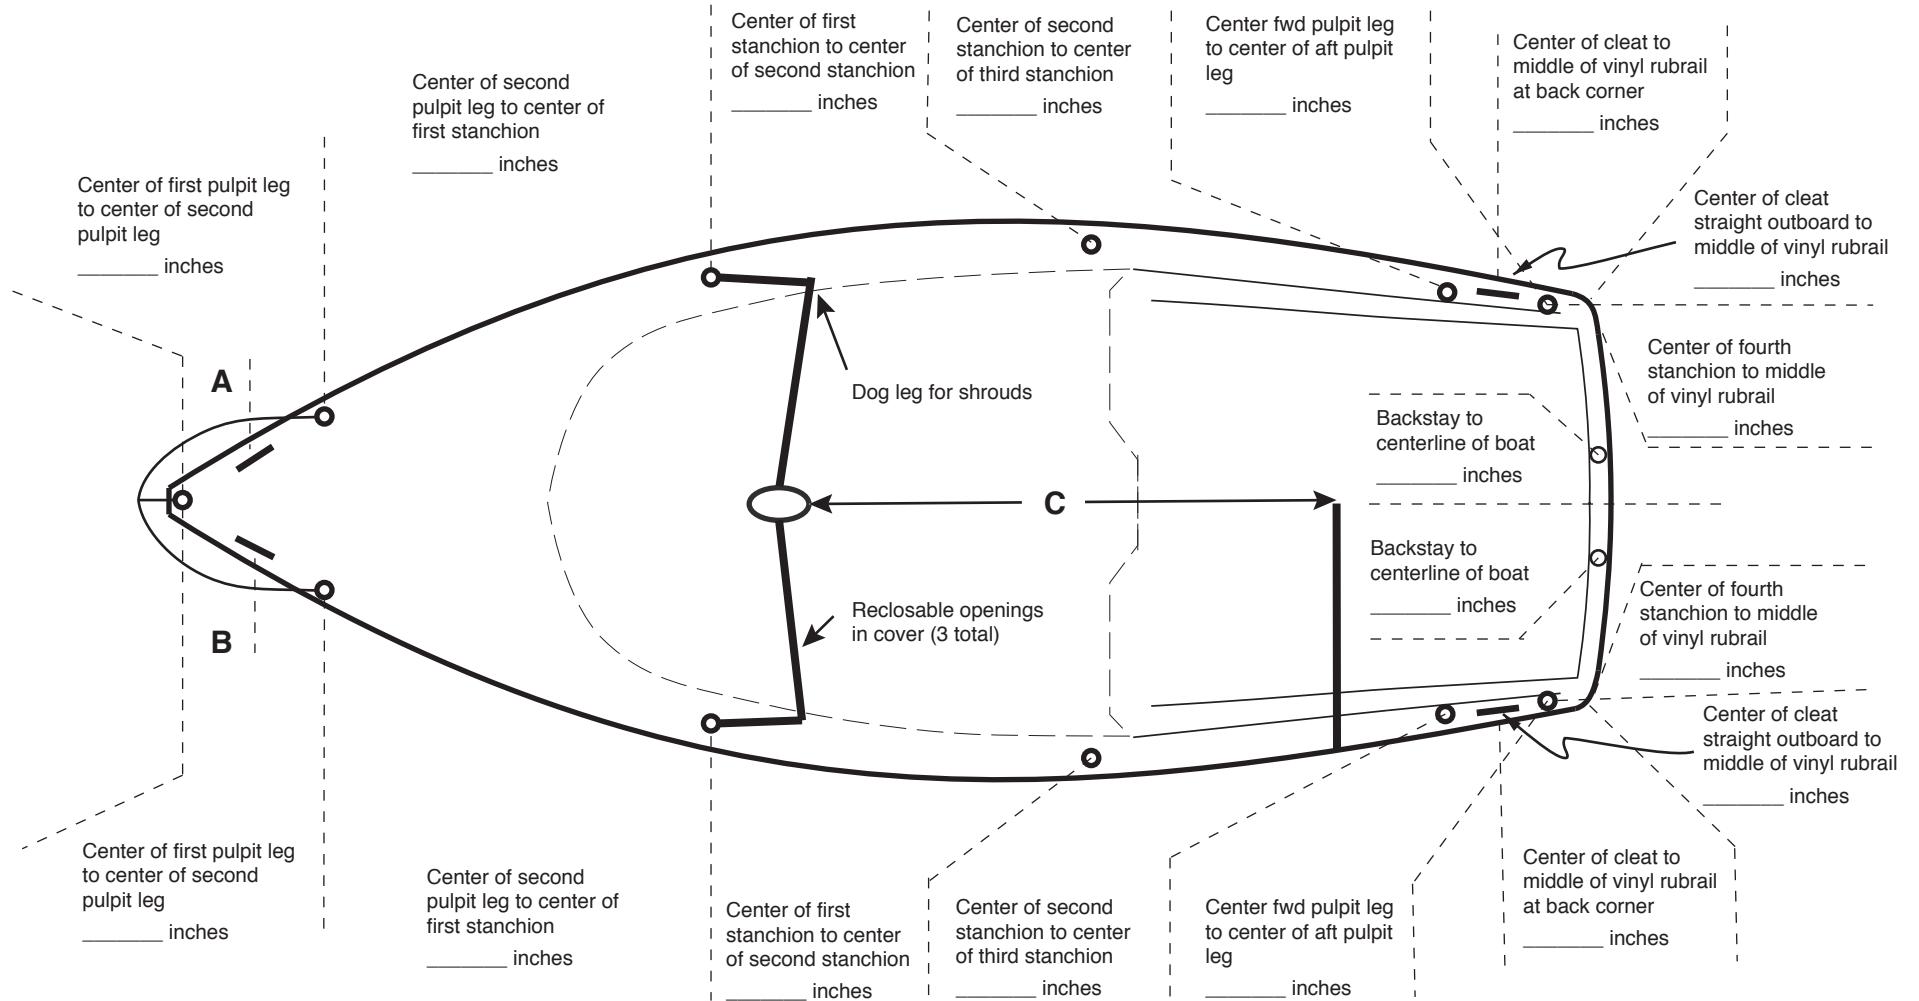 Center of first
stanchion to center
of second stanchion
_______ inches
Center of second
stanchion to center
of third stanchion
_______ inches
Center fwd pulpit leg
to center of aft pulpit
leg
_______ inches
Center of cleat to
middle of vinyl rubrail
at back corner
_______ inches
Center of second
pulpit leg to center of
first stanchion
_______ inches
Center of first pulpit leg
to center of second
pulpit leg
_______ inches
Center of cleat
straight outboard to
middle of vinyl rubrail
_______ inches
Center of fourth
stanchion to middle
of vinyl rubrail
_______ inches
A
Dog leg for shrouds
Backstay to
centerline of boat
_______ inches
C
Backstay to
centerline of boat
_______ inches
Reclosable openings
in cover (3 total)
B
Center of fourth
stanchion to middle
of vinyl rubrail
_______ inches
Center of cleat
straight outboard to
middle of vinyl rubrail
_______ inches
Center of first pulpit leg
to center of second
pulpit leg
_______ inches
Center of second
pulpit leg to center of
first stanchion
_______ inches
Center of first
stanchion to center
of second stanchion
_______ inches
Center of second
stanchion to center
of third stanchion
_______ inches
Center fwd pulpit leg
to center of aft pulpit
leg
_______ inches
Center of cleat to
middle of vinyl rubrail
at back corner
_______ inches